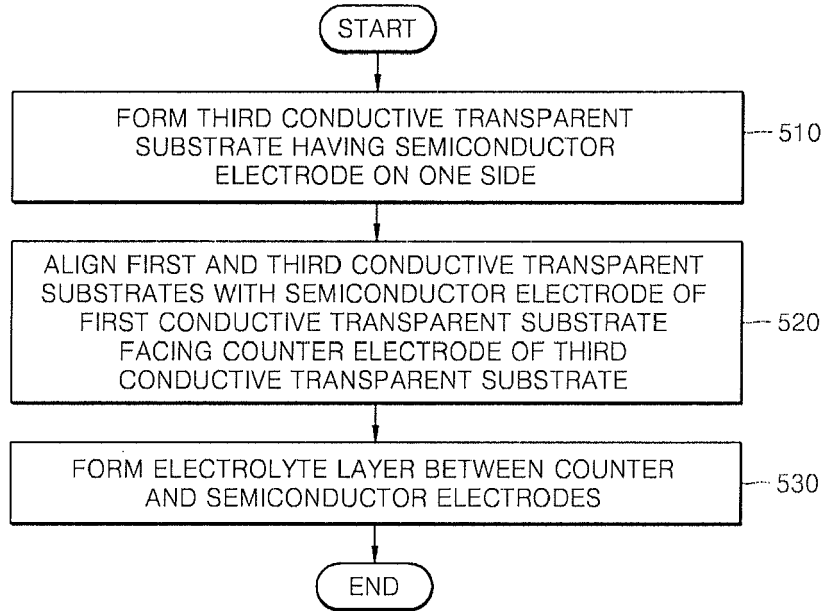 START
FORM THIRD CONDUCTIVE TRANSPARENT
SUBSTRATE HAVING SEMICONDUCTOR
ELECTRODE ON ONE SIDE
510
ALIGN FIRST AND THIRD CONDUCTIVE TRANSPARENT
SUBSTRATES WITH SEMICONDUCTOR ELECTRODE OF
FIRST CONDUCTIVE TRANSPARENT SUBSTRATE
FACING COUNTER ELECTRODE OF THIRD
CONDUCTIVE TRANSPARENT SUBSTRATE
520
FORM ELECTROLYTE LAYER BETWEEN COUNTER
AND SEMICONDUCTOR ELECTRODES
530
END